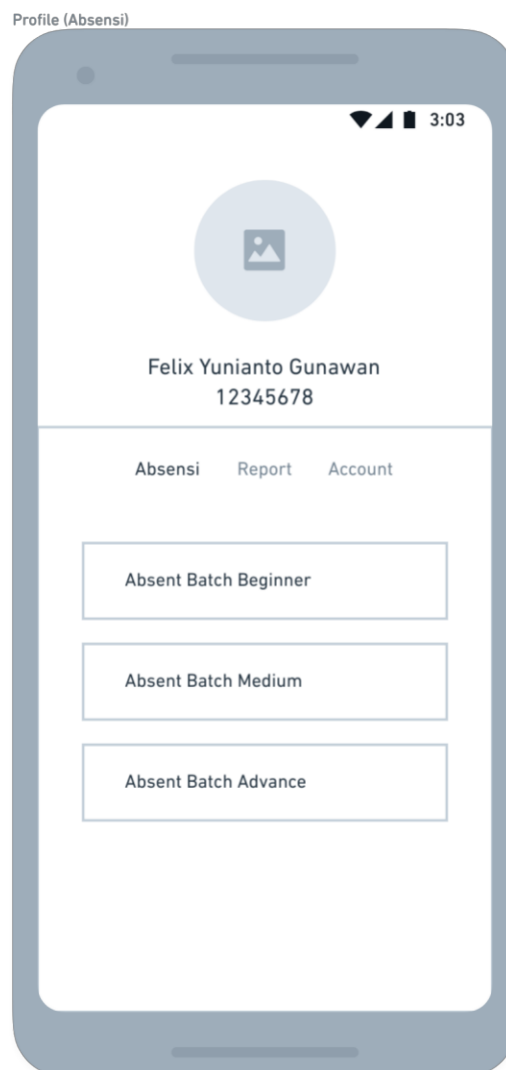 Profile (Absensi)
3:03
Felix Yunianto Gunawan
12345678
Absensi Report Account
Absent Batch Beginner
Absent Batch Medium
Absent Batch Advance